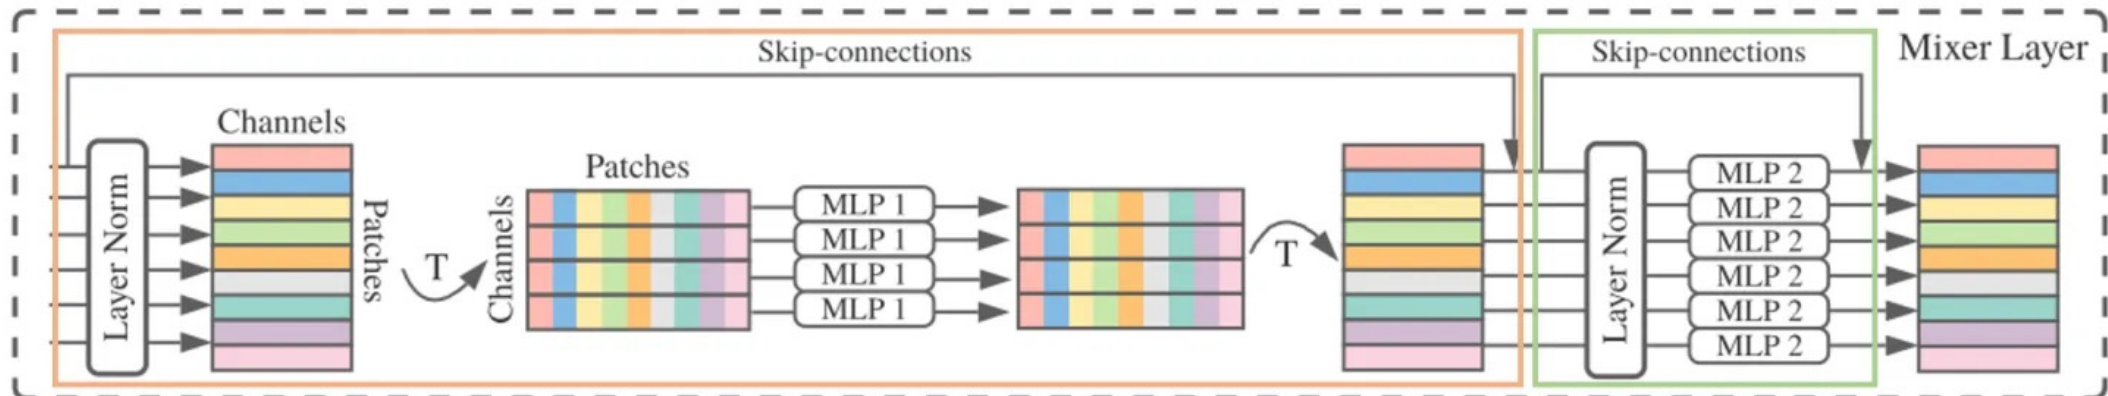 Skip-connections
Skip-connections
Mixer Layer
Channels
Patches
Layer Norm
Patches
T
Channels
MLP 1
MLP 1
MLP 1
MLP 1
T
Layer Norm
MLP 2
MLP 2
MLP 2
MLP 2
MLP 2
MLP 2